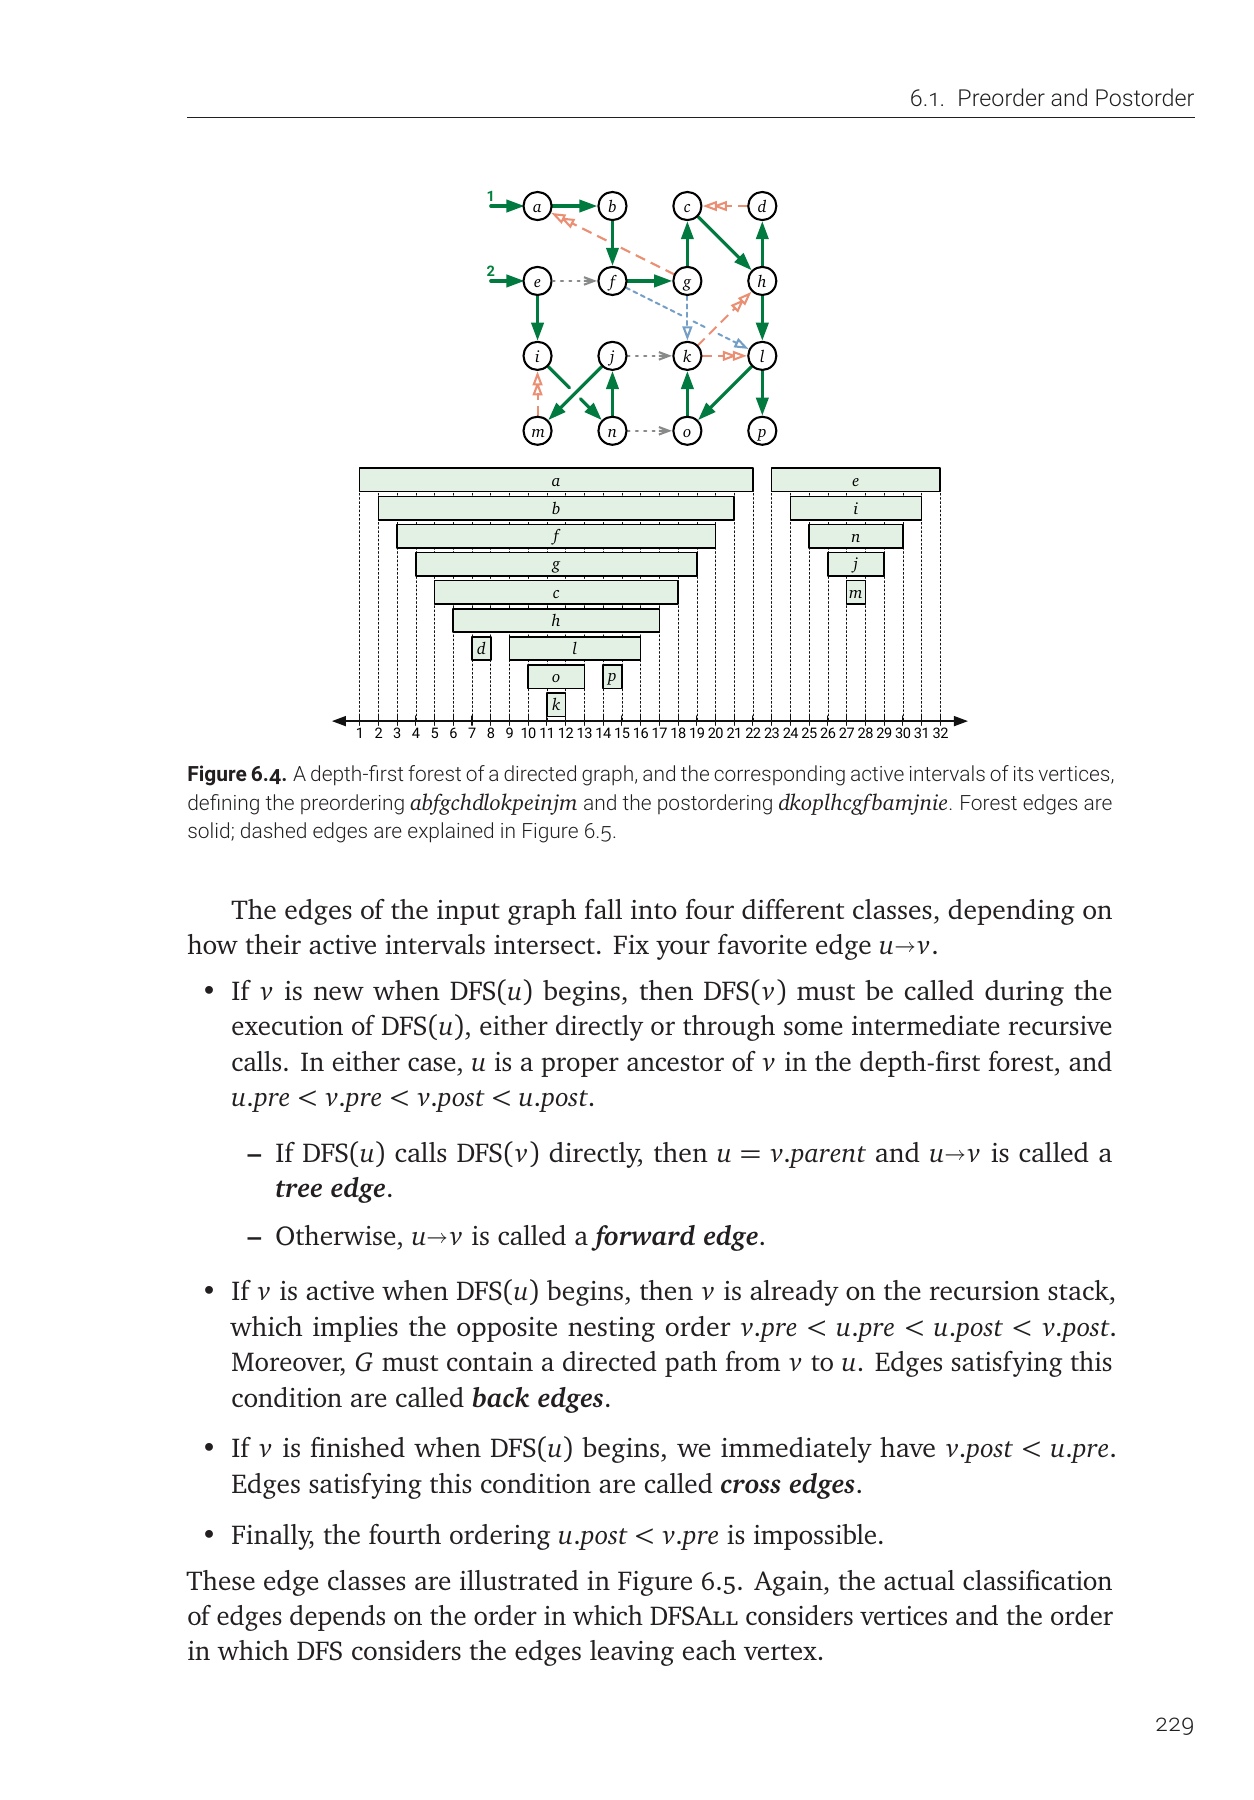 6.1. Preorder and Postorder
1
a
b
c
d
2
e
f
g
h
i
j
k
l
m
n
o
p
a
e
b
i
f
n
g
j
c
m
h
d
l
o
p
k
1 2 3 4 5 6 7 8 9 10 11 12 13 14 15 16 17 18 19 20 21 22 23 24 25 26 27 28 29 30 31 32
Figure 6.4. A depth-first forest of a directed graph, and the corresponding active intervals of its vertices,
defining the preordering abfgchdlokpeinjm and the postordering dkoplhcgfbamjnie. Forest edges are
solid; dashed edges are explained in Figure 6.5.
The edges of the input graph fall into four different classes, depending on
how their active intervals intersect. Fix your favorite edge u→v.
• If v is new when DFS(u) begins, then DFS(v) must be called during the
execution of DFS(u), either directly or through some intermediate recursive
calls. In either case, u is a proper ancestor of v in the depth-first forest, and
u.pre < v.pre < v.post < u.post.
– If DFS(u) calls DFS(v) directly, then u = v.parent and u→v is called a
tree edge.
– Otherwise, u→v is called a forward edge.
• If v is active when DFS(u) begins, then v is already on the recursion stack,
which implies the opposite nesting order v.pre < u.pre < u.post < v.post.
Moreover, G must contain a directed path from v to u. Edges satisfying this
condition are called back edges.
• If v is finished when DFS(u) begins, we immediately have v.post < u.pre.
Edges satisfying this condition are called cross edges.
• Finally, the fourth ordering u.post < v.pre is impossible.
These edge classes are illustrated in Figure 6.5. Again, the actual classification
of edges depends on the order in which DFSAll considers vertices and the order
in which DFS considers the edges leaving each vertex.
229